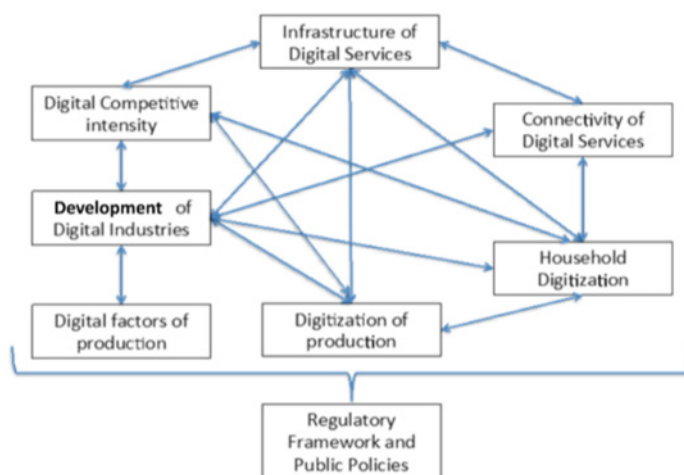 Infrastructure of
Digital Services
Digital Competitive
intensity
Connectivity of
Digital Services
Development of
Digital Industries
Household
Digitization
Digital factors of
production
Digitization of
production
Regulatory
Framework and
Public Policies